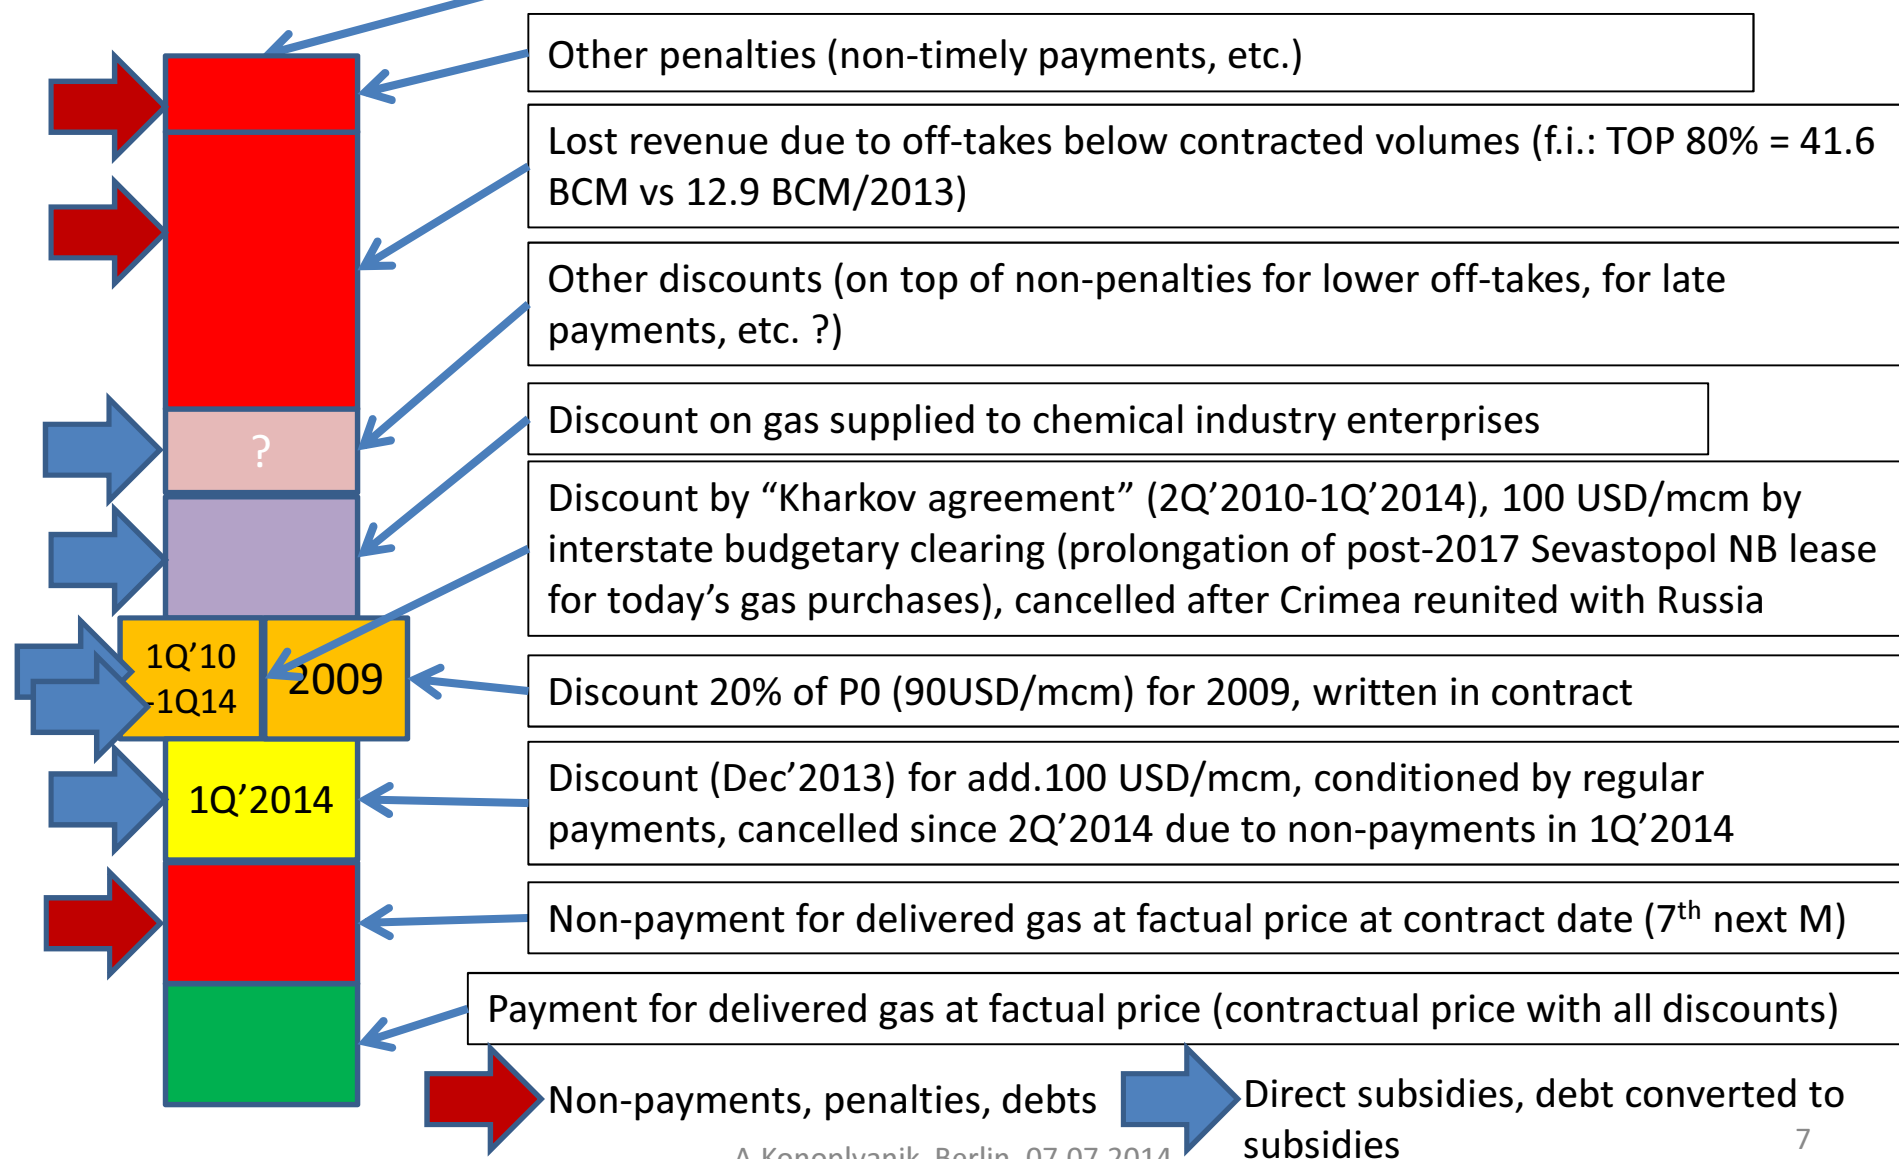 Other penalties (non-timely payments, etc.)
Lost revenue due to off-takes below contracted volumes (f.i.: TOP 80% = 41.6
BCM vs 12.9 BCM/2013)
Other discounts (on top of non-penalties for lower off-takes, for late
payments, etc. ?)
?
Discount on gas supplied to chemical industry enterprises
Discount by “Kharkov agreement” (2Q’2010-1Q’2014), 100 USD/mcm by
interstate budgetary clearing (prolongation of post-2017 Sevastopol NB lease
for today’s gas purchases), cancelled after Crimea reunited with Russia
1Q’10
-1Q14
2009
Discount 20% of P0 (90USD/mcm) for 2009, written in contract
1Q’2014
Discount (Dec’2013) for add.100 USD/mcm, conditioned by regular
payments, cancelled since 2Q’2014 due to non-payments in 1Q’2014
Non-payment for delivered gas at factual price at contract date (7th next M)
Payment for delivered gas at factual price (contractual price with all discounts)
Non-payments, penalties, debts
Direct subsidies, debt converted to
subsidies
A.Konoplyanik, Berlin, 07.07.2014
7